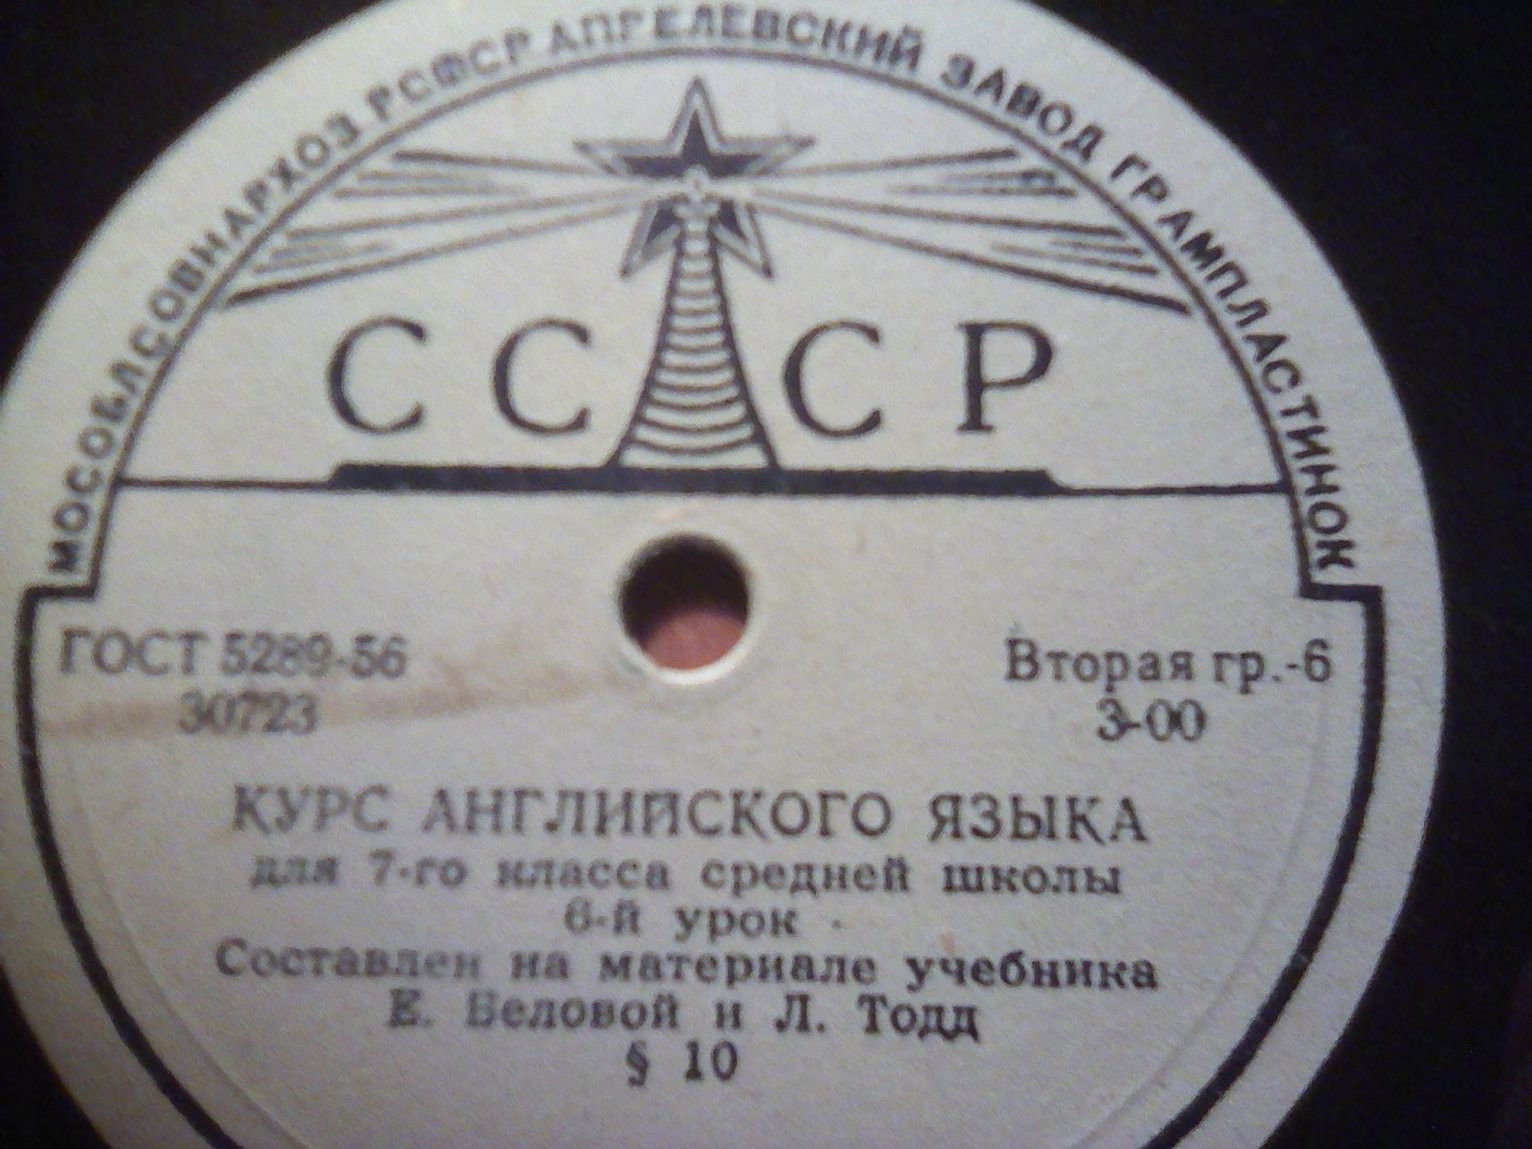 МОСОБЛСОВНАРХОЗ РСФСР АПРЕЛЕВСКИЙ ЗАВОД ГРАМПЛАСТИНОК
СССР
ГОСТ 5289-56
30723
Вторая гр.-6
3-00
КУРС АНГЛИЙСКОГО ЯЗЫКА
для 7-го класса средней школы
6-й урок
Составлен на материале учебника
Е. Беловой и Л. Тодд
§ 10